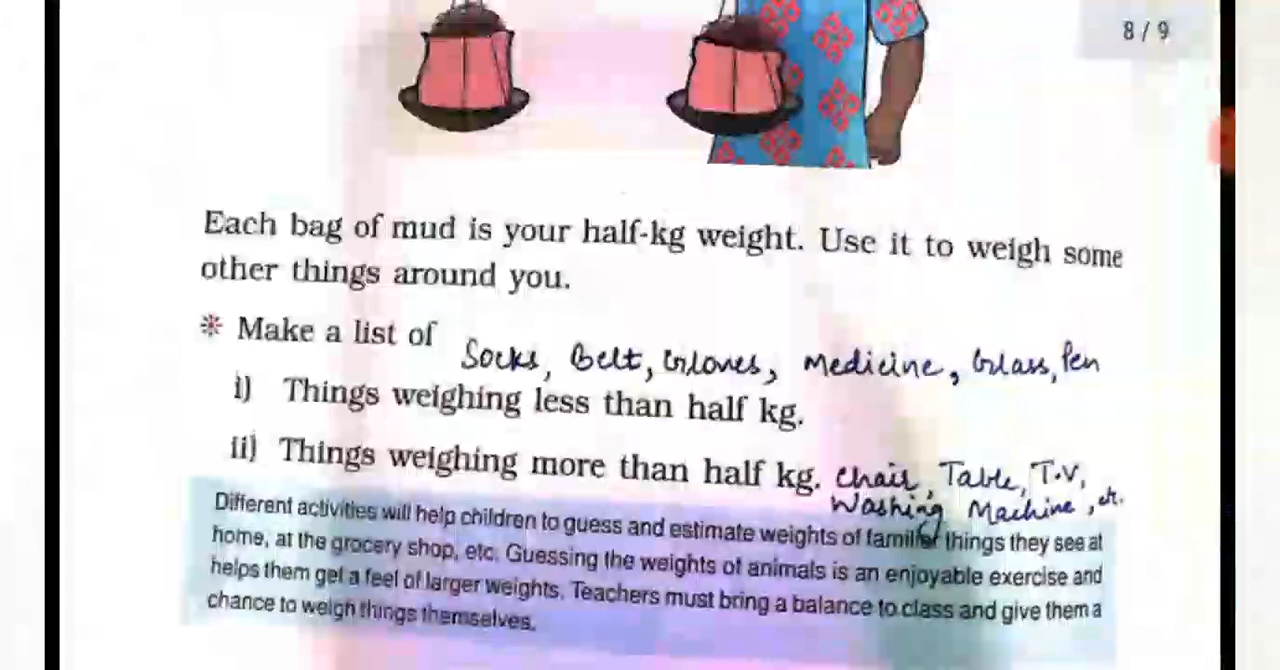 8 / 9
Each bag of mud is your half-kg weight. Use it to weigh some
other things around you.
* Make a list of
Socks, Belt, Gloves, Medicine, Glass, Pen
i) Things weighing less than half kg.
ii) Things weighing more than half kg. Chair, Table, T.V,
Washing Machine, etc.
Different activities will help children to guess and estimate weights of familier things they see at
home, at the grocery shop, etc. Guessing the weights of animals is an enjoyable exercise and
helps them get a feel of larger weights. Teachers must bring a balance to class and give them a
chance to weigh things themselves.